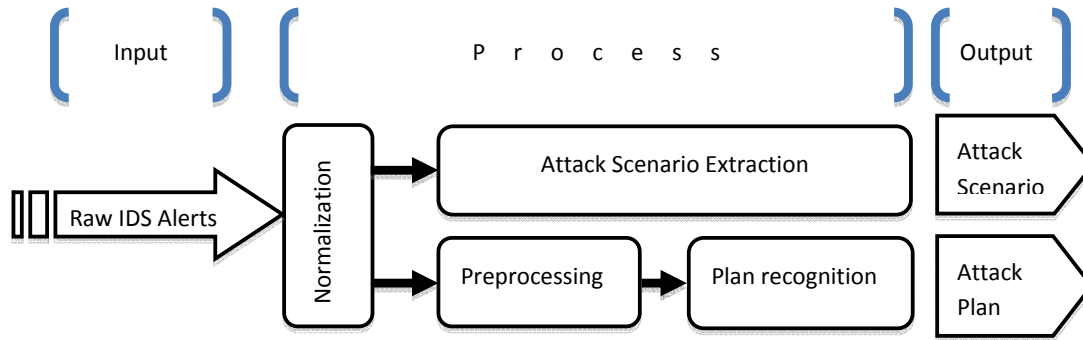 Input
P r o c e s s
Output
Raw IDS Alerts
Normalization
Attack Scenario Extraction
Attack
Scenario
Preprocessing
Plan recognition
Attack
Plan